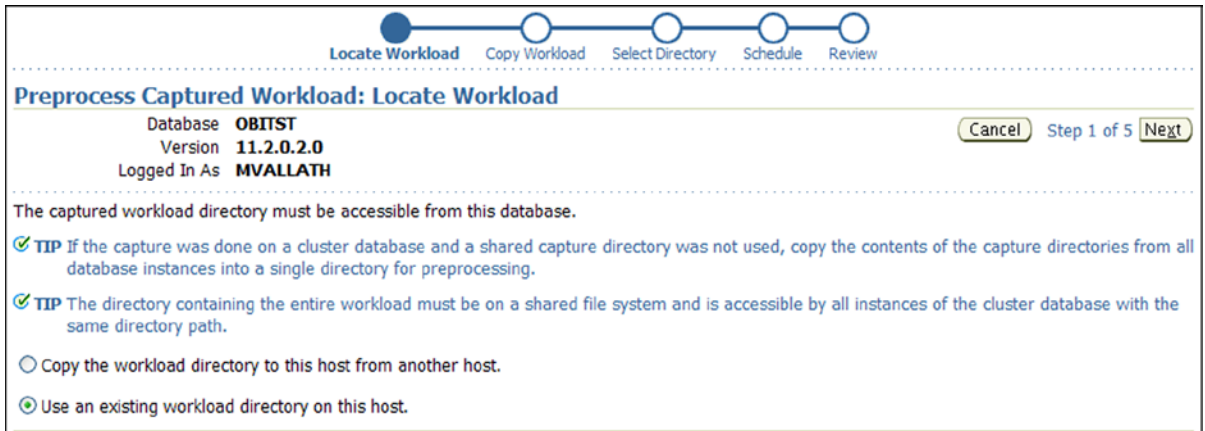 Locate Workload Copy Workload Select Directory Schedule Review
Preprocess Captured Workload: Locate Workload
Database OBITST
Version 11.2.0.2.0
Logged In As MVALLATH
Cancel Step 1 of 5 Next
The captured workload directory must be accessible from this database.
TIP If the capture was done on a cluster database and a shared capture directory was not used, copy the contents of the capture directories from all
database instances into a single directory for preprocessing.
TIP The directory containing the entire workload must be on a shared file system and is accessible by all instances of the cluster database with the
same directory path.
Copy the workload directory to this host from another host.
Use an existing workload directory on this host.